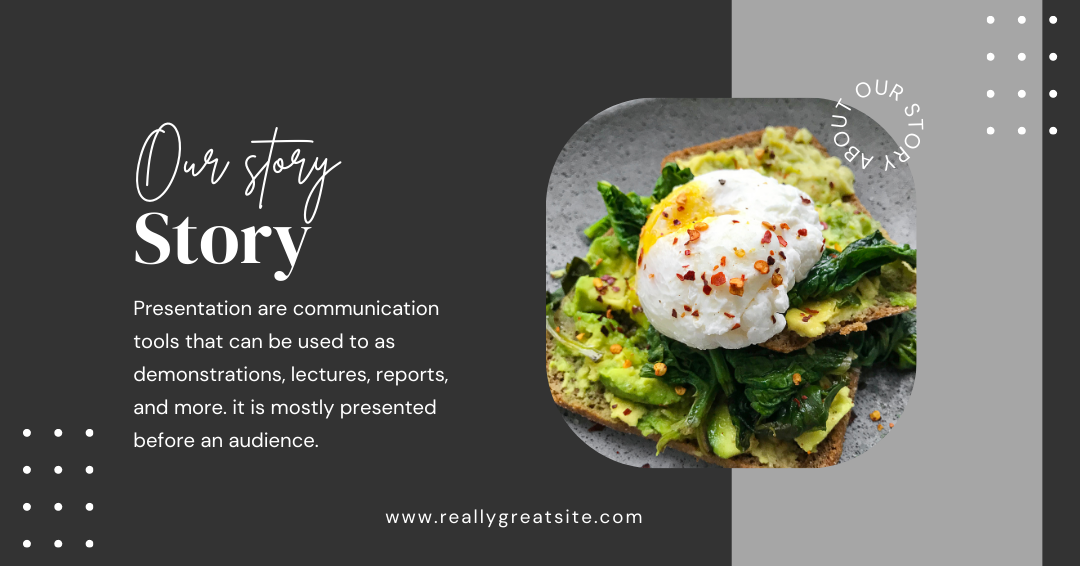 Our story
Story
Presentation are communication
tools that can be used to as
demonstrations, lectures, reports,
and more. it is mostly presented
before an audience.
ABOUT OUR STORY
www.reallygreatsite.com